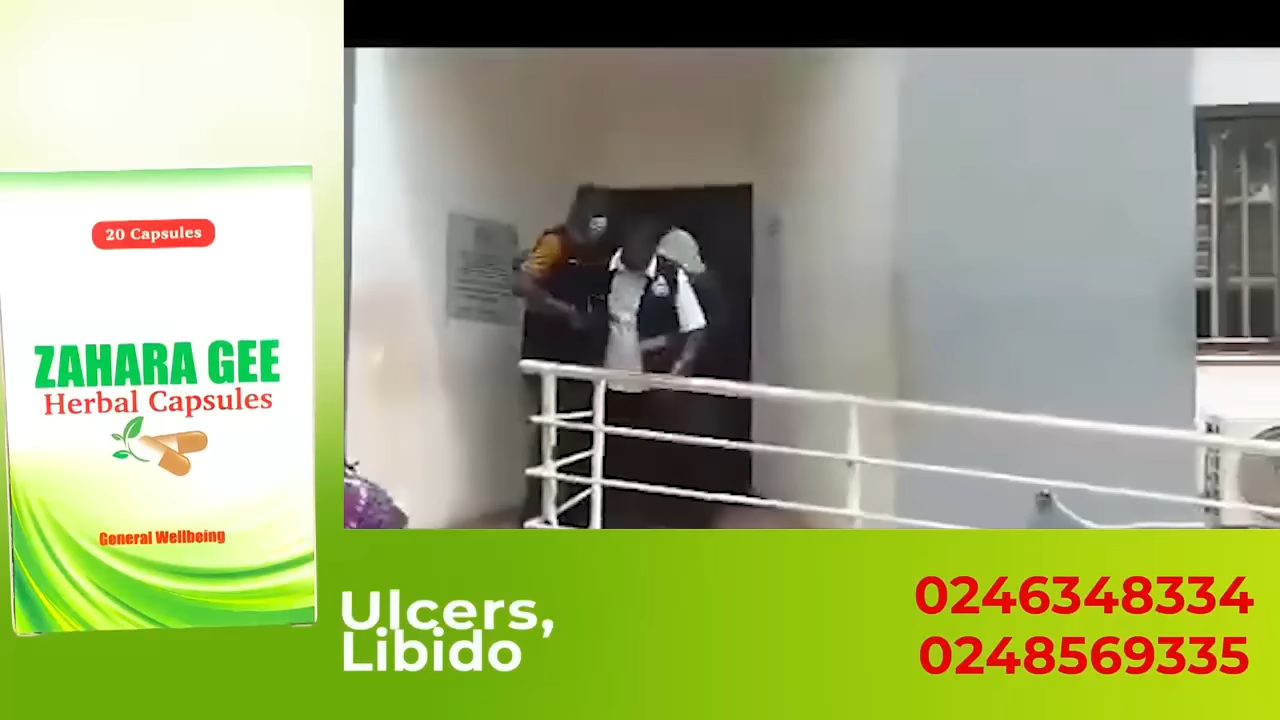 20 Capsules
ZAHARA GEE
Herbal Capsules
General Wellbeing
Ulcers,
Libido
0246348334
0248569335